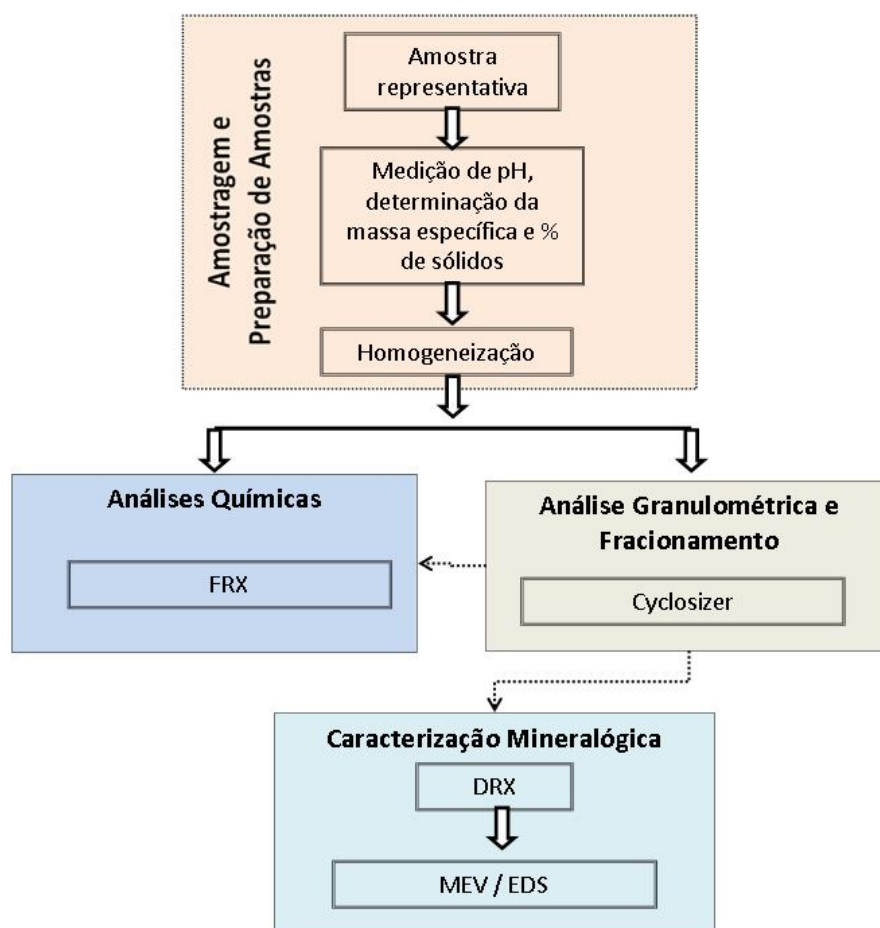 Amostragem e
Preparação de Amostras
Amostra
representativa
Medição de pH,
determinação da
massa específica e %
de sólidos
Homogeneização
Análises Químicas
FRX
Análise Granulométrica e
Fracionamento
Cyclosizer
Caracterização Mineralógica
DRX
MEV / EDS